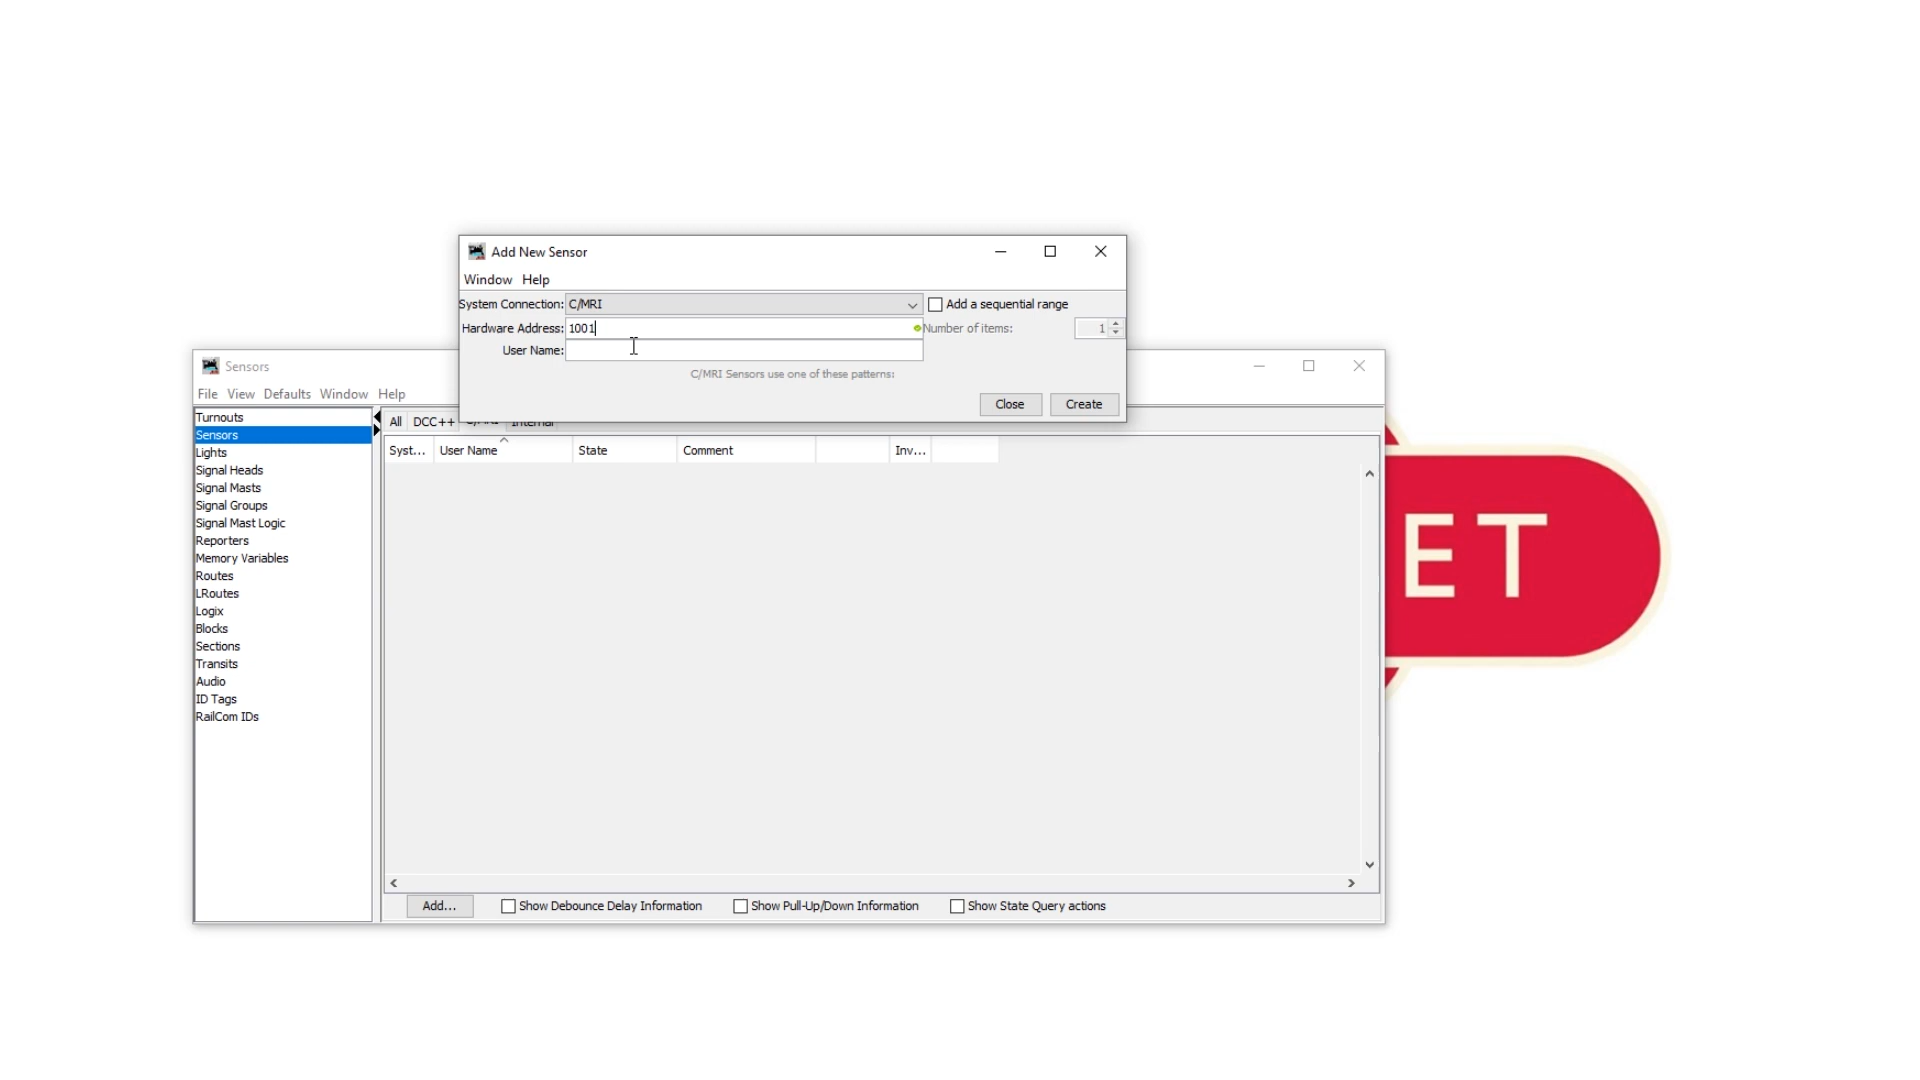 Add New Sensor
Window Help
System Connection: C/MRI Add a sequential range
Hardware Address: 1001 Number of items: 1
User Name:
C/MRI Sensors use one of these patterns:
Close Create
Sensors
File View Defaults Window Help
Turnouts
Sensors
Lights
Signal Heads
Signal Masts
Signal Groups
Signal Mast Logic
Reporters
Memory Variables
Routes
LRoutes
Logix
Blocks
Sections
Transits
Audio
ID Tags
RailCom IDs
All DCC++ C/MRI Internal
Syst... User Name State Comment Inv...
Add... Show Debounce Delay Information Show Pull-Up/Down Information Show State Query actions
ET